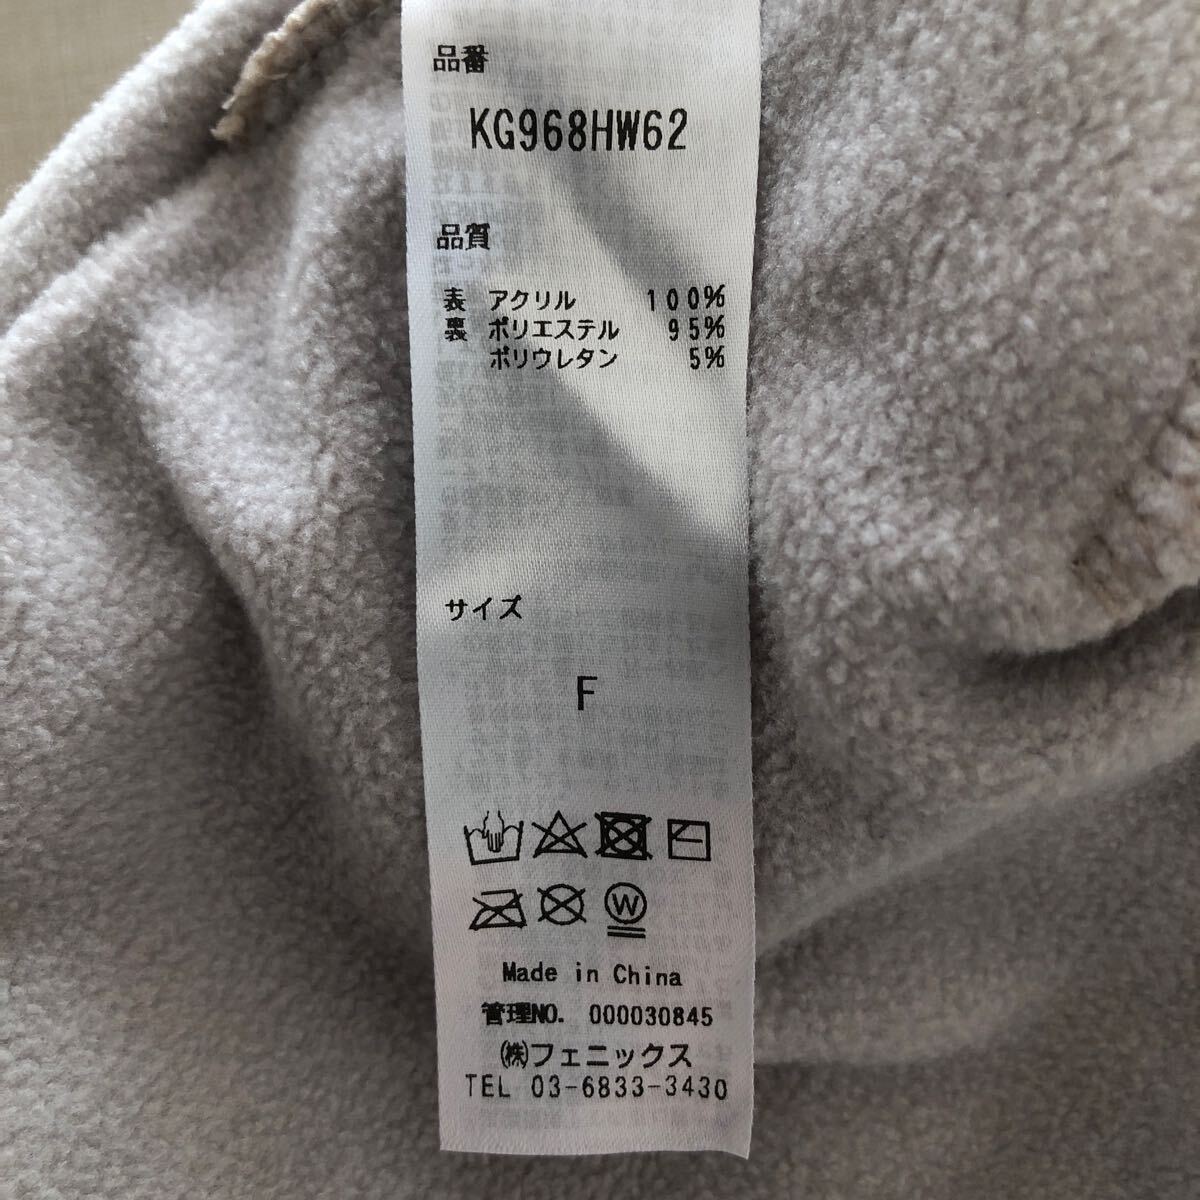 品番
KG968HW62
品質
表 アクリル 100%
裏 ポリエステル 95%
ポリウレタン 5%
サイズ
F
W
Made in China
管理NO. 000030845
㈱フェニックス
TEL 03-6833-3430